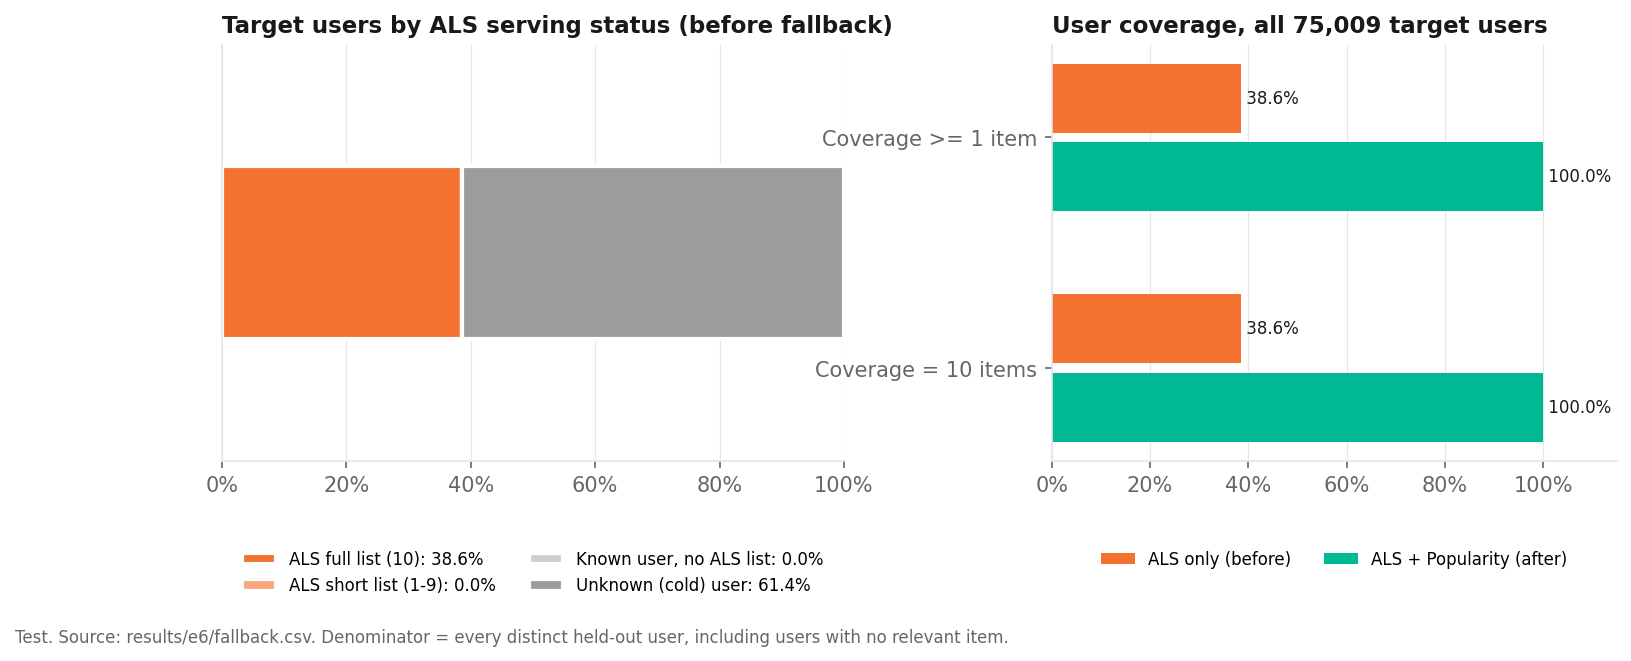 Target users by ALS serving status (before fallback)
0%
20%
40%
60%
80%
100%
ALS full list (10): 38.6%
ALS short list (1-9): 0.0%
Known user, no ALS list: 0.0%
Unknown (cold) user: 61.4%
User coverage, all 75,009 target users
Coverage >= 1 item
38.6%
100.0%
Coverage = 10 items
38.6%
100.0%
0%
20%
40%
60%
80%
100%
ALS only (before)
ALS + Popularity (after)
Test. Source: results/e6/fallback.csv. Denominator = every distinct held-out user, including users with no relevant item.